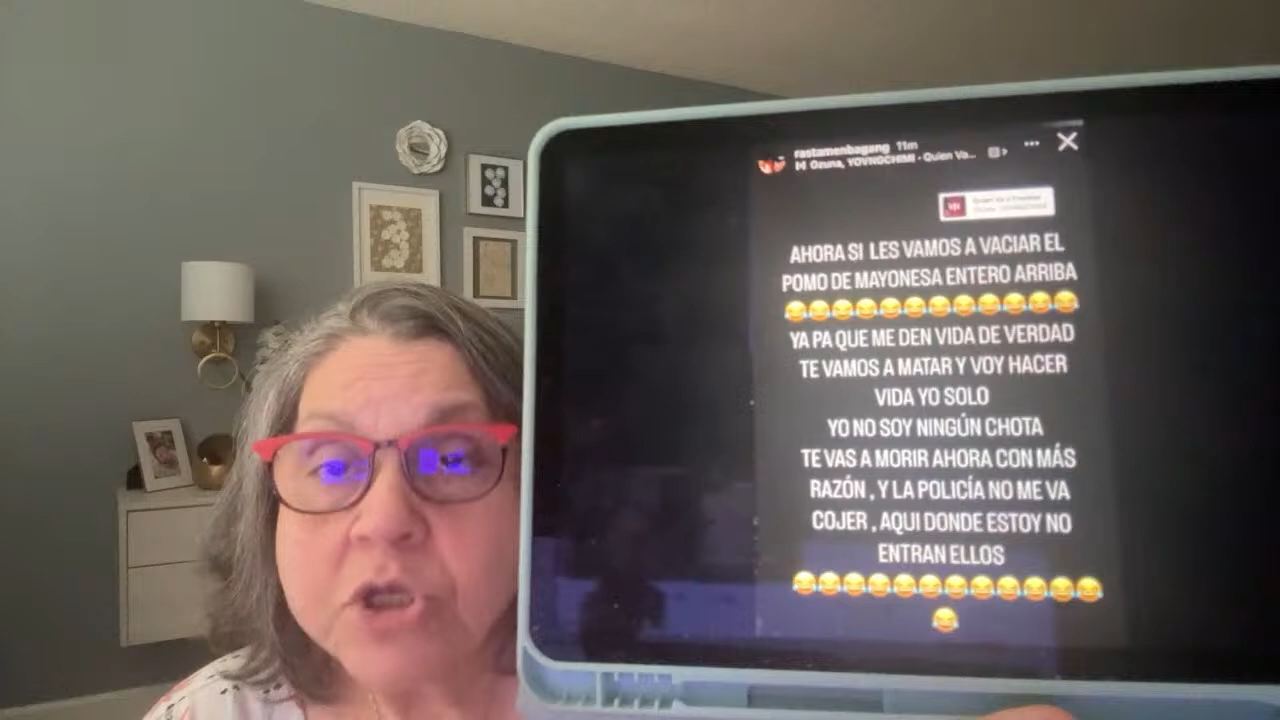 rastamenbagang 11m
Ozuna, YOVNGCHIMI · Quien Va...
AHORA SI LES VAMOS A VACIAR EL
POMO DE MAYONESA ENTERO ARRIBA
😂😂😂😂😂😂😂😂😂😂😂😂
YA PA QUE ME DEN VIDA DE VERDAD
TE VAMOS A MATAR Y VOY HACER
VIDA YO SOLO
YO NO SOY NINGÚN CHOTA
TE VAS A MORIR AHORA CON MÁS
RAZÓN , Y LA POLICÍA NO ME VA
COJER , AQUI DONDE ESTOY NO
ENTRAN ELLOS
😂😂😂😂😂😂😂😂😂😂😂😂
😂